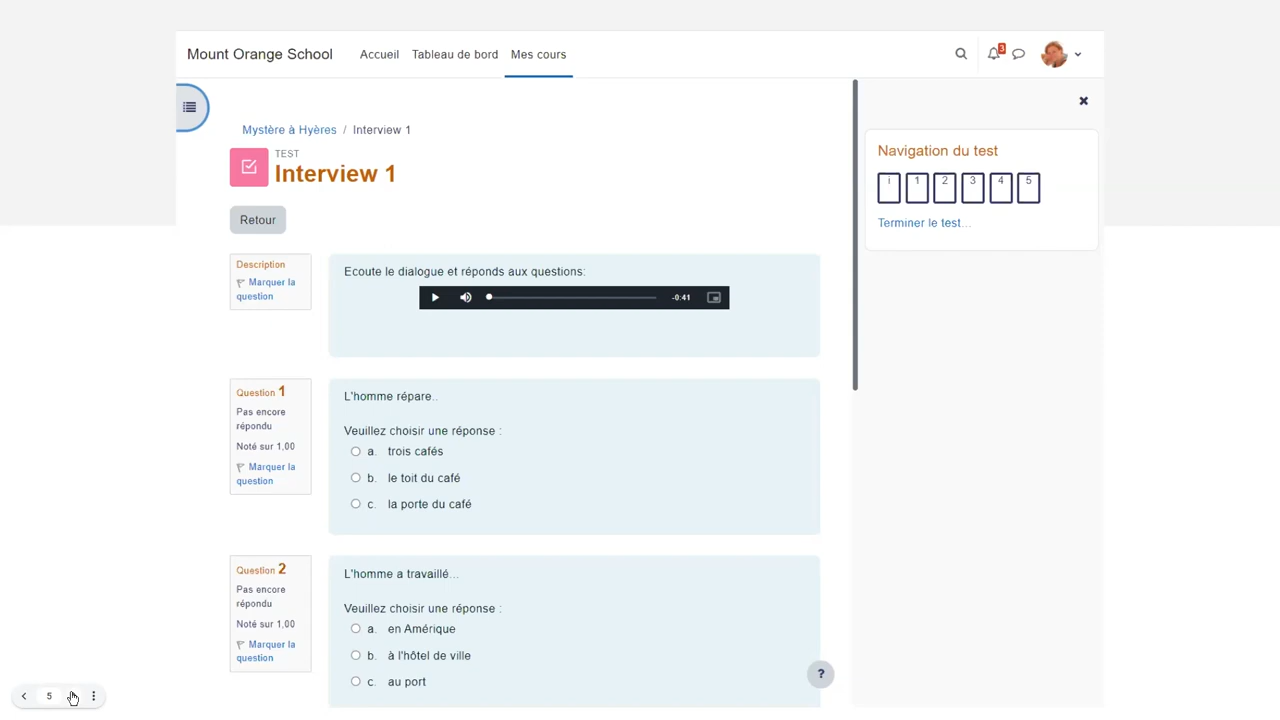 Mount Orange School Accueil Tableau de bord Mes cours 3
Mystère à Hyères / Interview 1
TEST
Interview 1
Retour
Description
Marquer la
question
Ecoute le dialogue et réponds aux questions:
-0:41
Question 1
Pas encore
répondu
Noté sur 1,00
Marquer la
question
L'homme répare..
Veuillez choisir une réponse :
a. trois cafés
b. le toit du café
c. la porte du café
Question 2
Pas encore
répondu
Noté sur 1,00
Marquer la
question
L'homme a travaillé...
Veuillez choisir une réponse :
a. en Amérique
b. à l'hôtel de ville
c. au port
Navigation du test
i 1 2 3 4 5
Terminer le test...
?
5